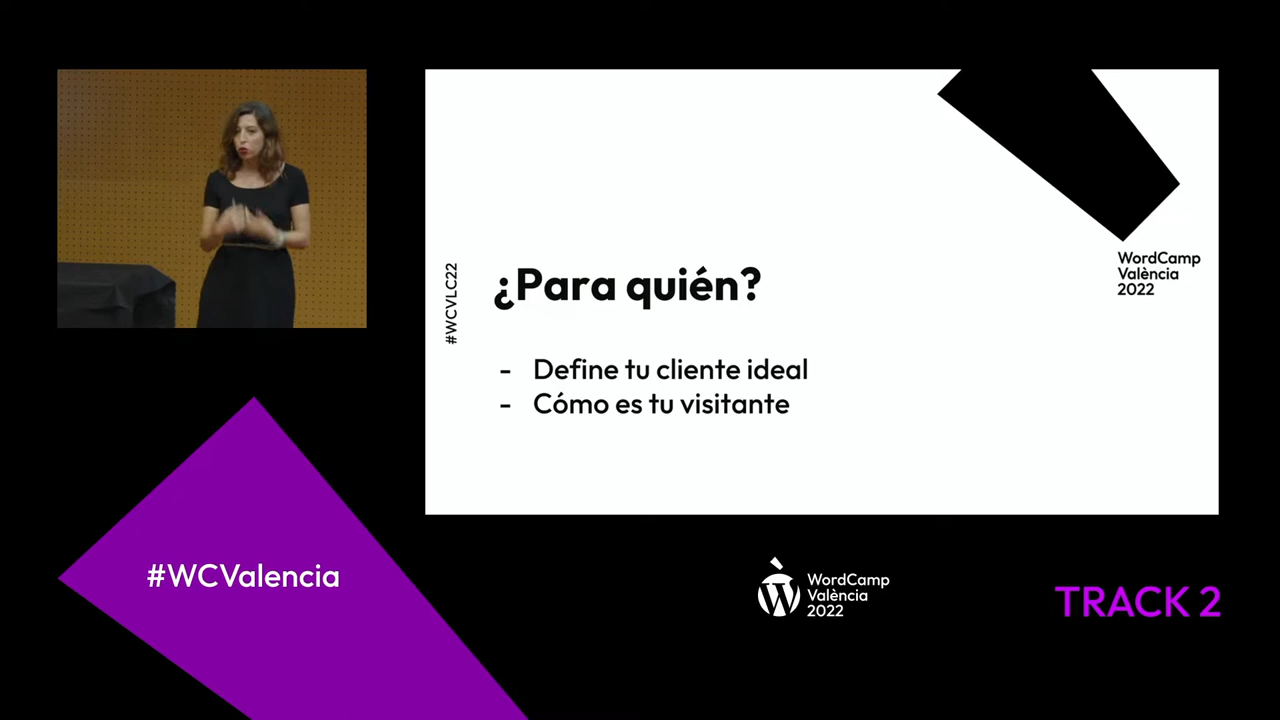 #WCVLC22
¿Para quién?
- Define tu cliente ideal
- Cómo es tu visitante
WordCamp
València
2022
#WCValencia
WordCamp
València
2022
TRACK 2